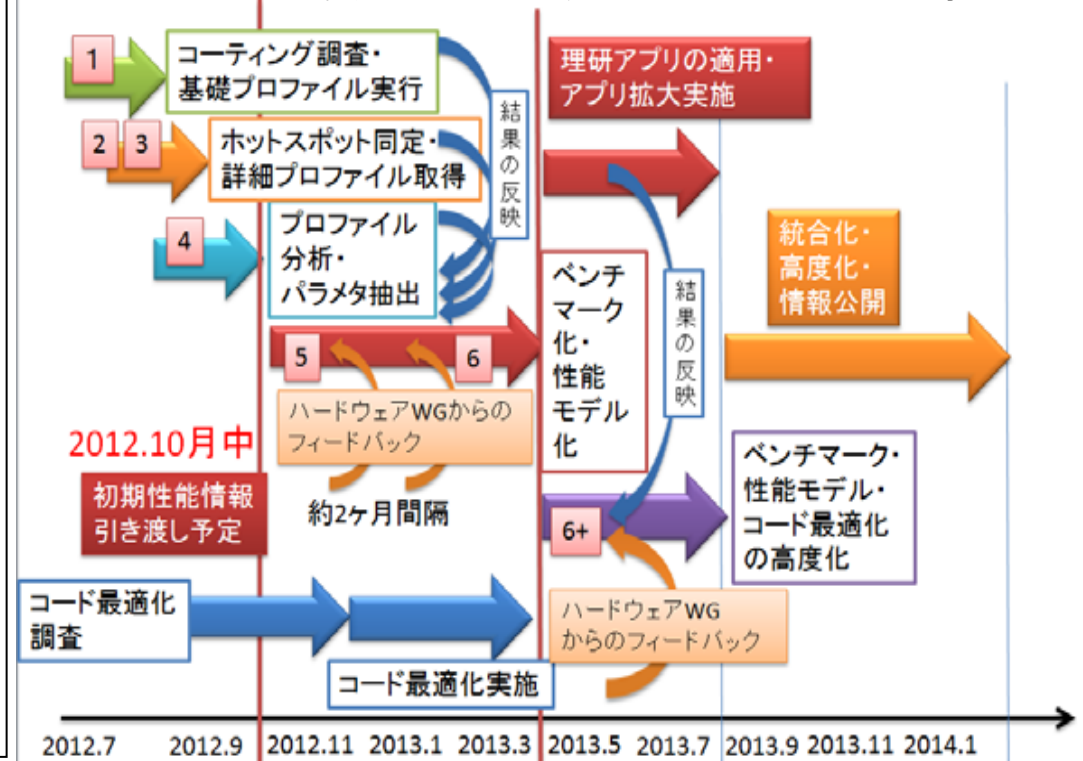 1
コーティング調査・
基礎プロファイル実行
2
3
ホットスポット同定・
詳細プロファイル取得
4
プロファイル
分析・
パラメタ抽出
結果の反映
理研アプリの適用・
アプリ拡大実施
統合化・
高度化・
情報公開
ベンチ
マーク
化・
性能
モデル
化
結果の反映
5
6
ハードウェアWGからの
フィードバック
約2ヶ月間隔
2012.10月中
初期性能情報
引き渡し予定
6+
ベンチマーク・
性能モデル・
コード最適化
の高度化
コード最適化
調査
コード最適化実施
ハードウェアWG
からのフィードバック
2012.7 2012.9 2012.11 2013.1 2013.3 2013.5 2013.7 2013.9 2013.11 2014.1